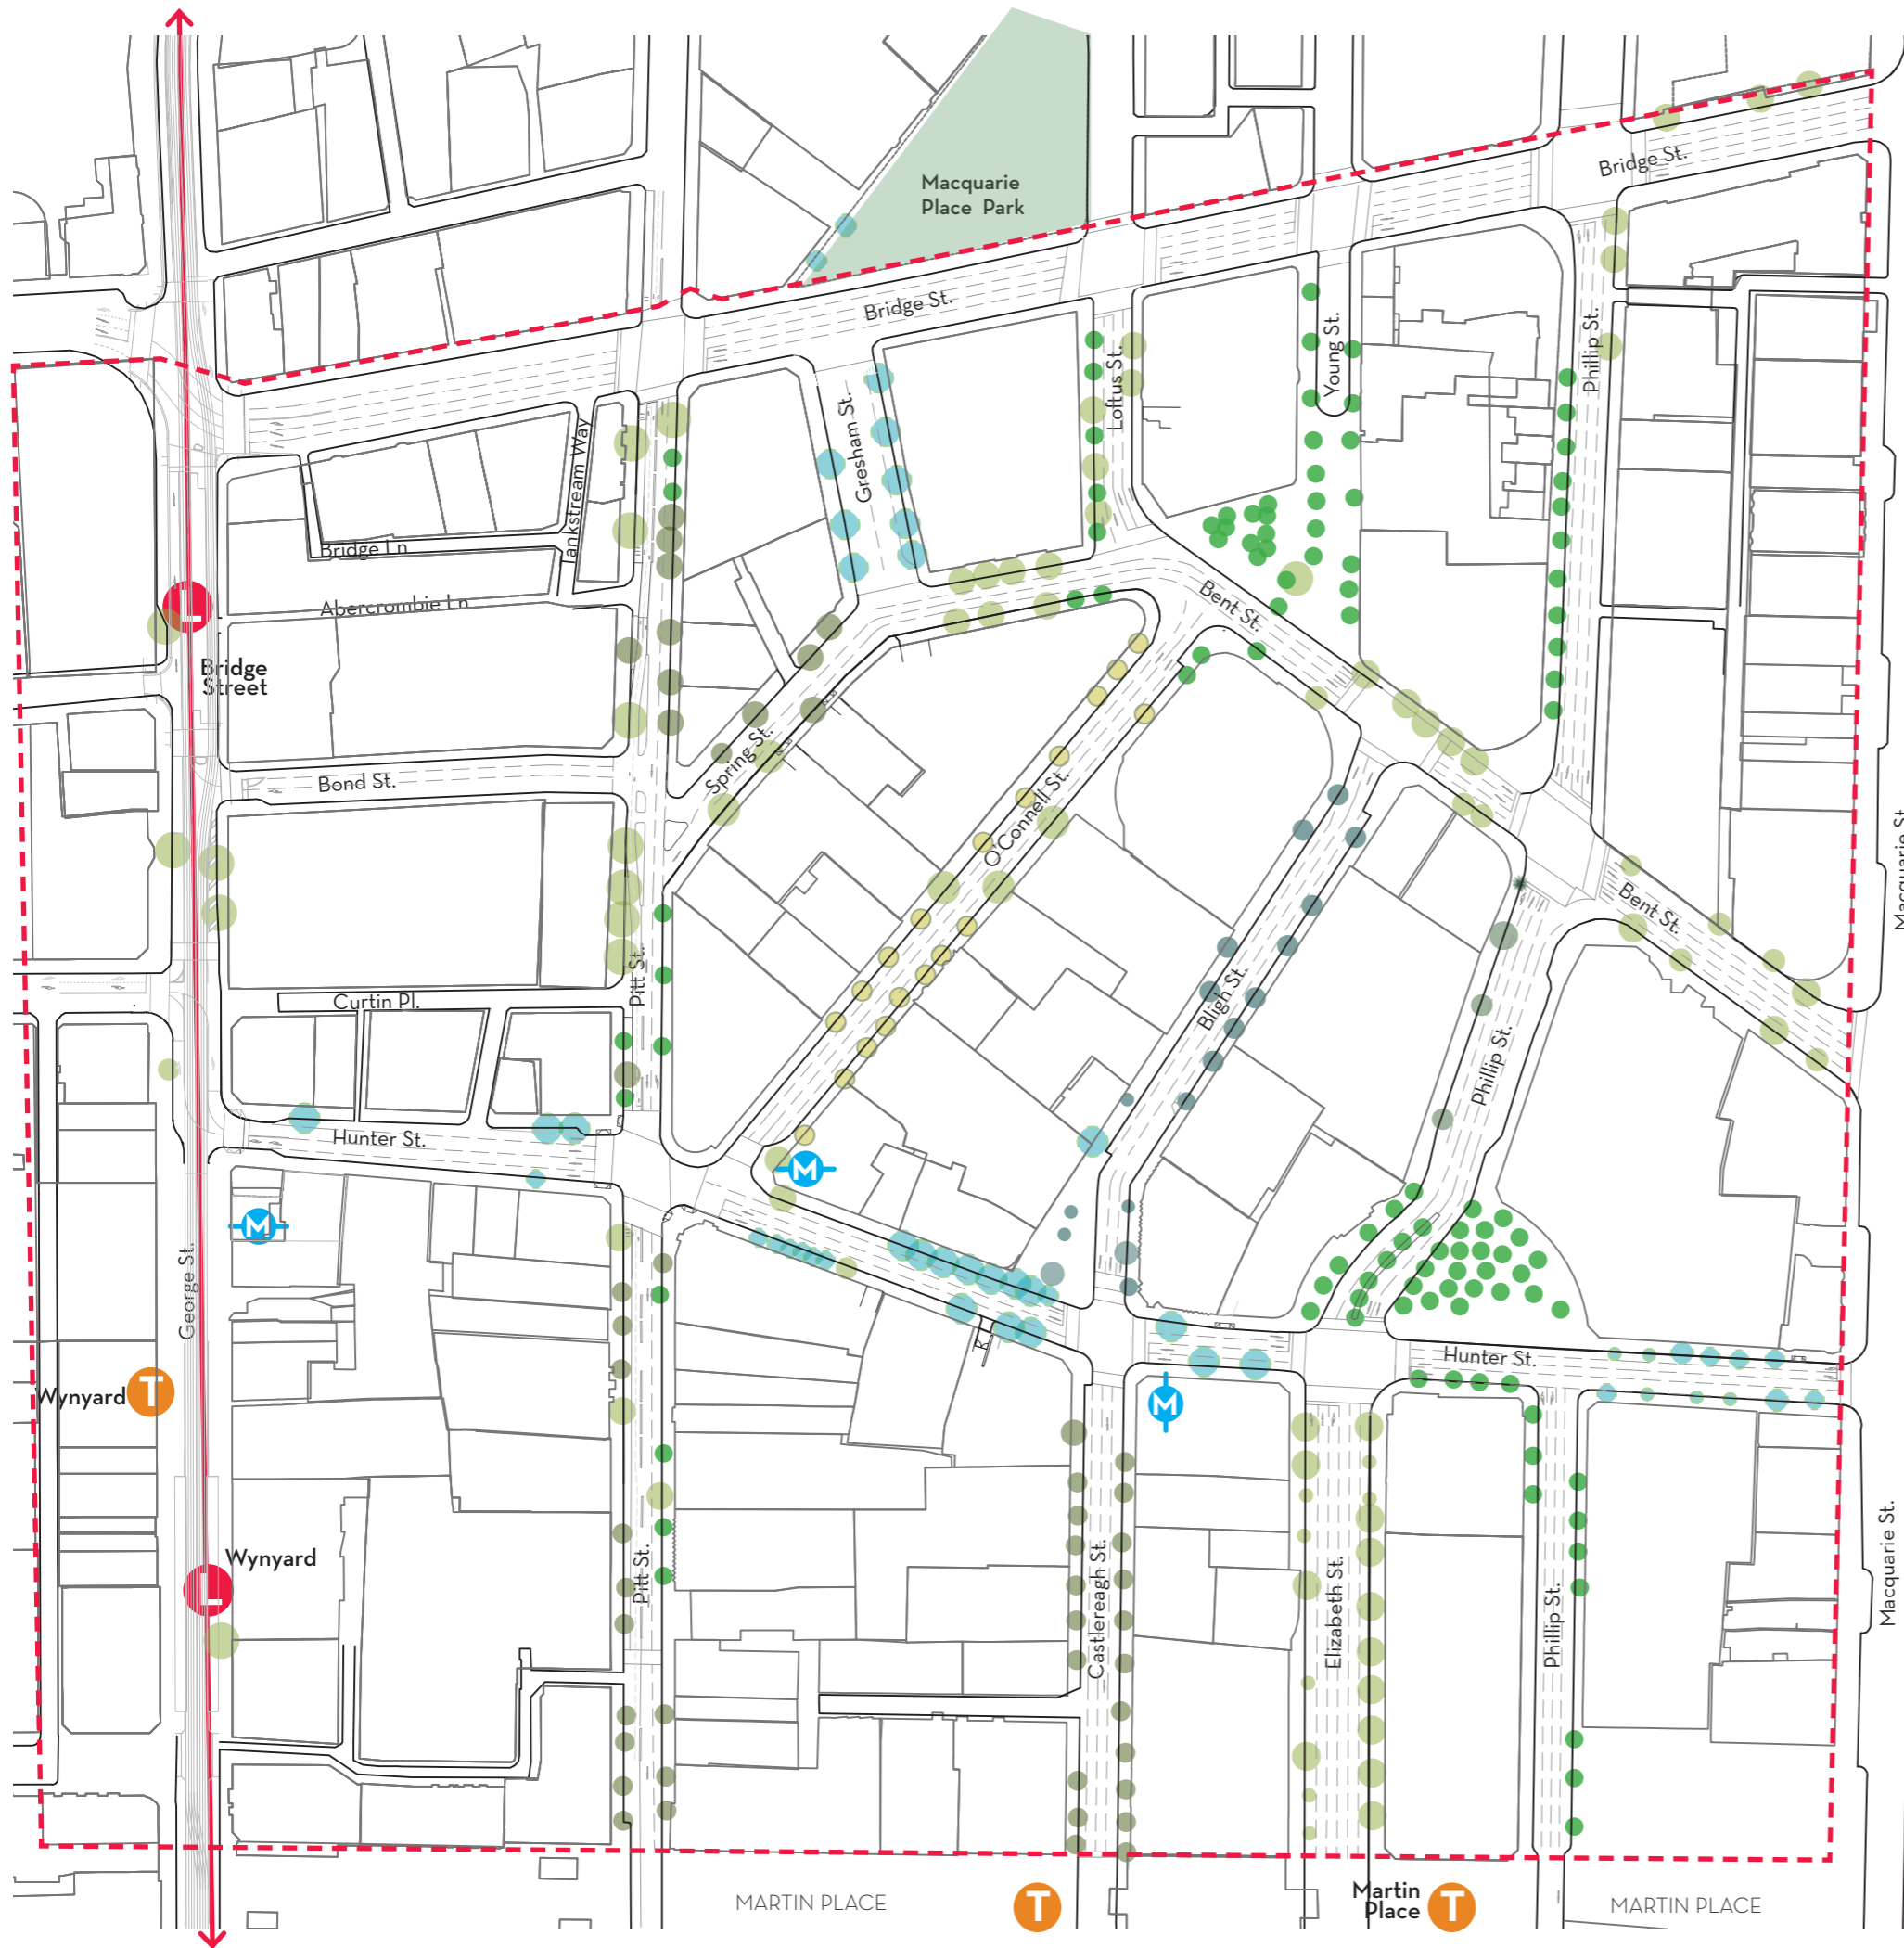 Macquarie
Place Park
Bridge St.
Bridge St.
Loftus St.
Young St.
Phillip St.
Gresham St.
Tankstream Way
Bridge Ln
Abercrombie Ln
Bent St.
L
Bridge
Street
Spring St.
Bond St.
O'Connell St.
Macquarie St.
Bent St.
Pitt St.
Curtin Pl.
Bligh St.
Phillip St.
Hunter St.
M
M
George St.
Hunter St.
Wynyard
T
M
Wynyard
L
Pitt St.
Castlereagh St.
Elizabeth St.
Phillip St.
Macquarie St.
MARTIN PLACE
T
Martin
Place
T
MARTIN PLACE